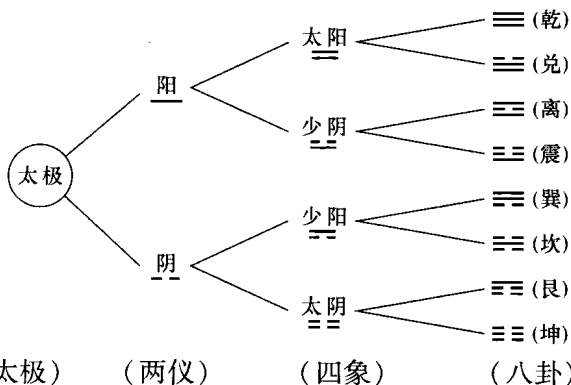 太极
阳
阴
太阳
少阴
少阳
太阴
(乾)
(兑)
(离)
(震)
(巽)
(坎)
(艮)
(坤)
太极) (两仪) (四象) (八卦)